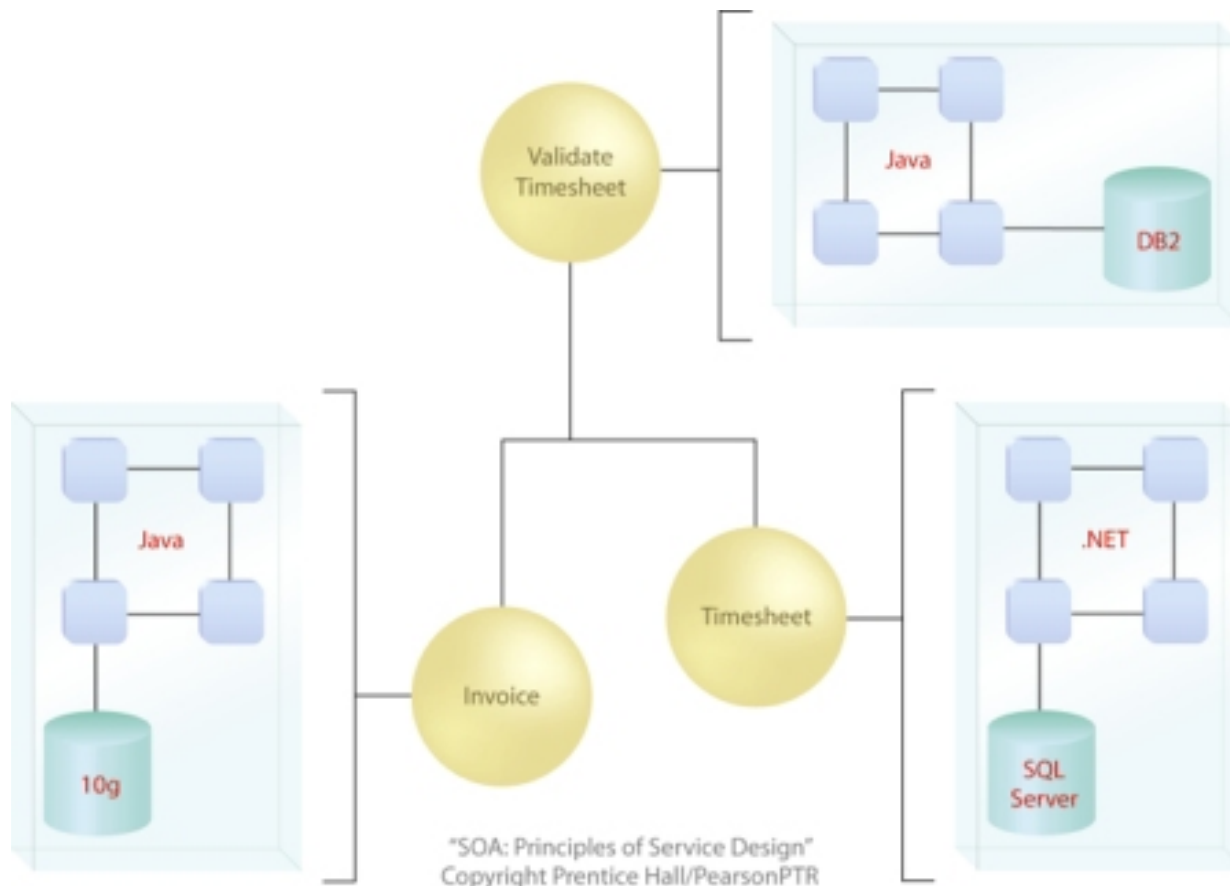 Validate
Timesheet
Java
DB2
Java
10g
Invoice
Timesheet
.NET
SQL
Server
"SOA: Principles of Service Design"
Copyright Prentice Hall/PearsonPTR